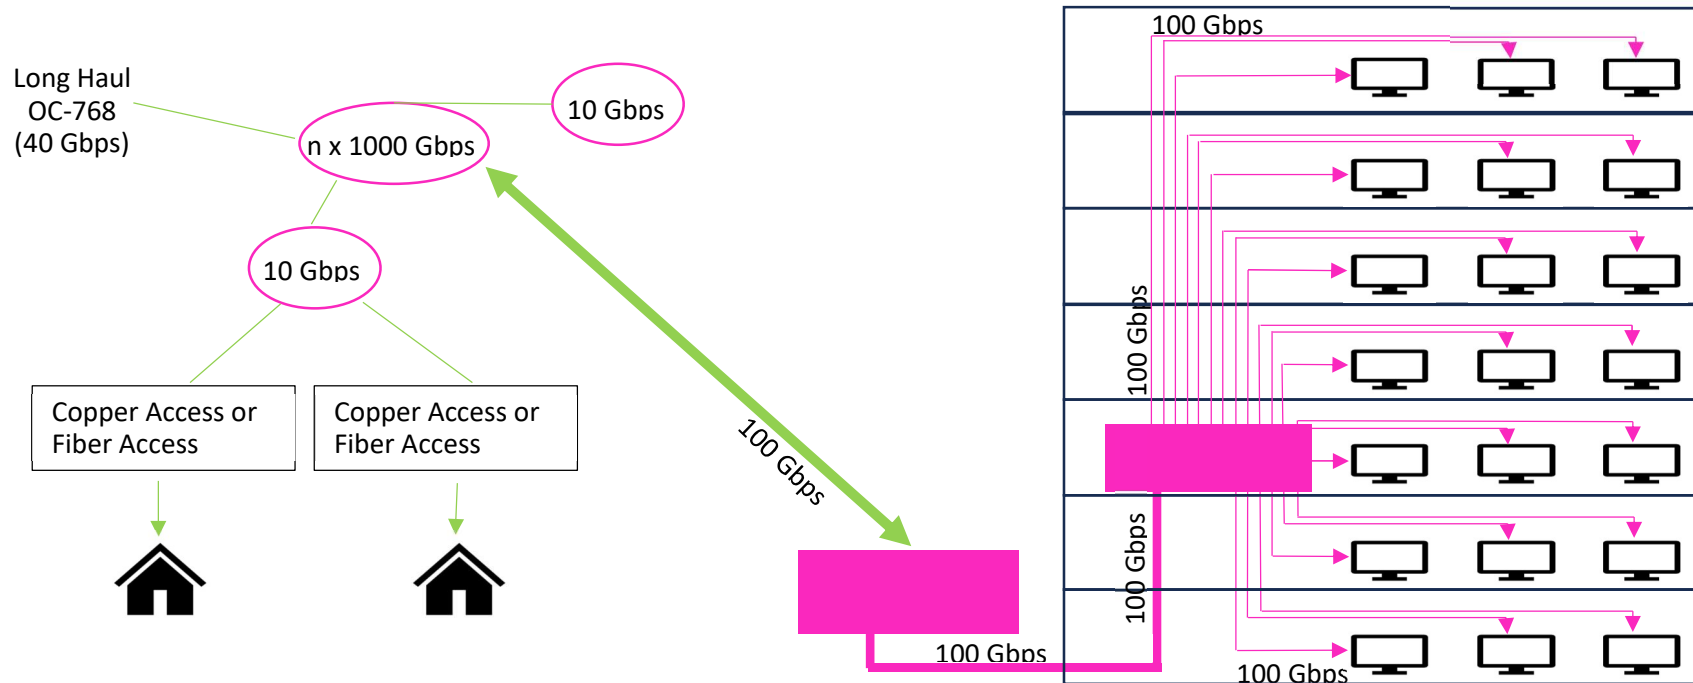 100 Gbps
Long Haul
OC-768
(40 Gbps)
10 Gbps
n x 1000 Gbps
10 Gbps
100 Gbps
Copper Access or
Fiber Access
Copper Access or
Fiber Access
100 Gbps
100 Gbps
100 Gbps
100 Gbps